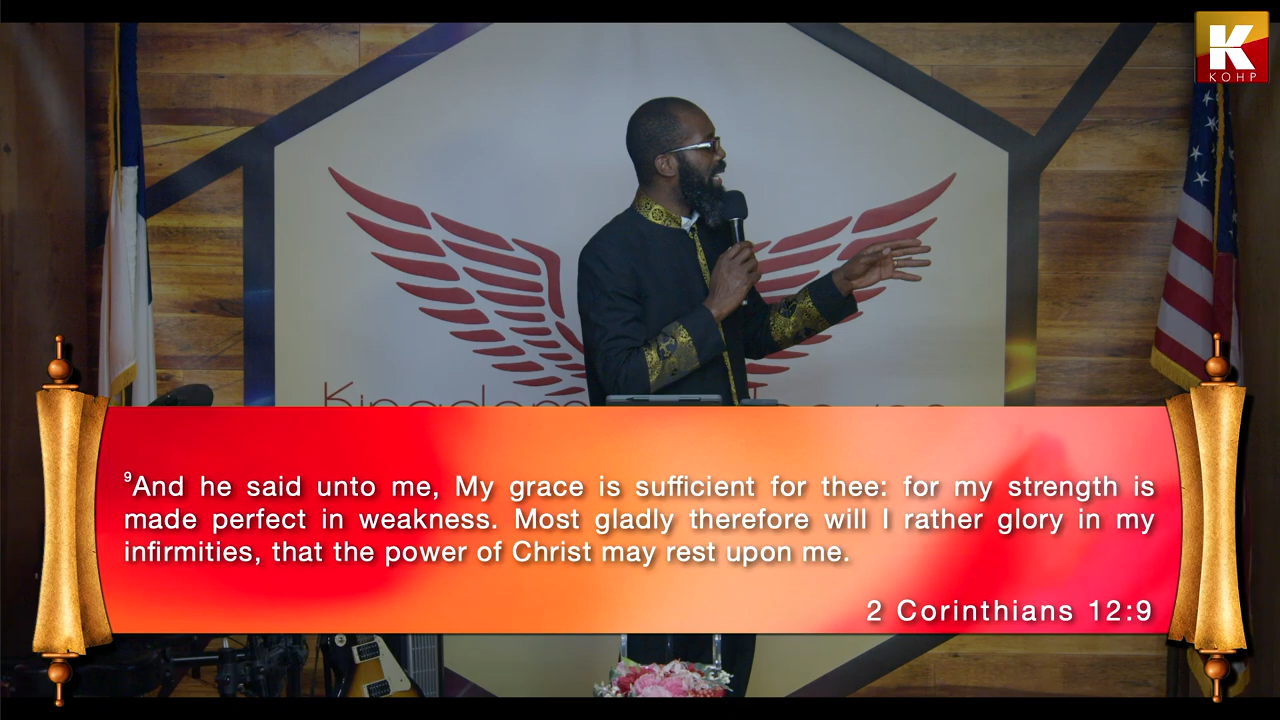 K
KOHP
Kingdom
⁹And he said unto me, My grace is sufficient for thee: for my strength is
made perfect in weakness. Most gladly therefore will I rather glory in my
infirmities, that the power of Christ may rest upon me.
2 Corinthians 12:9